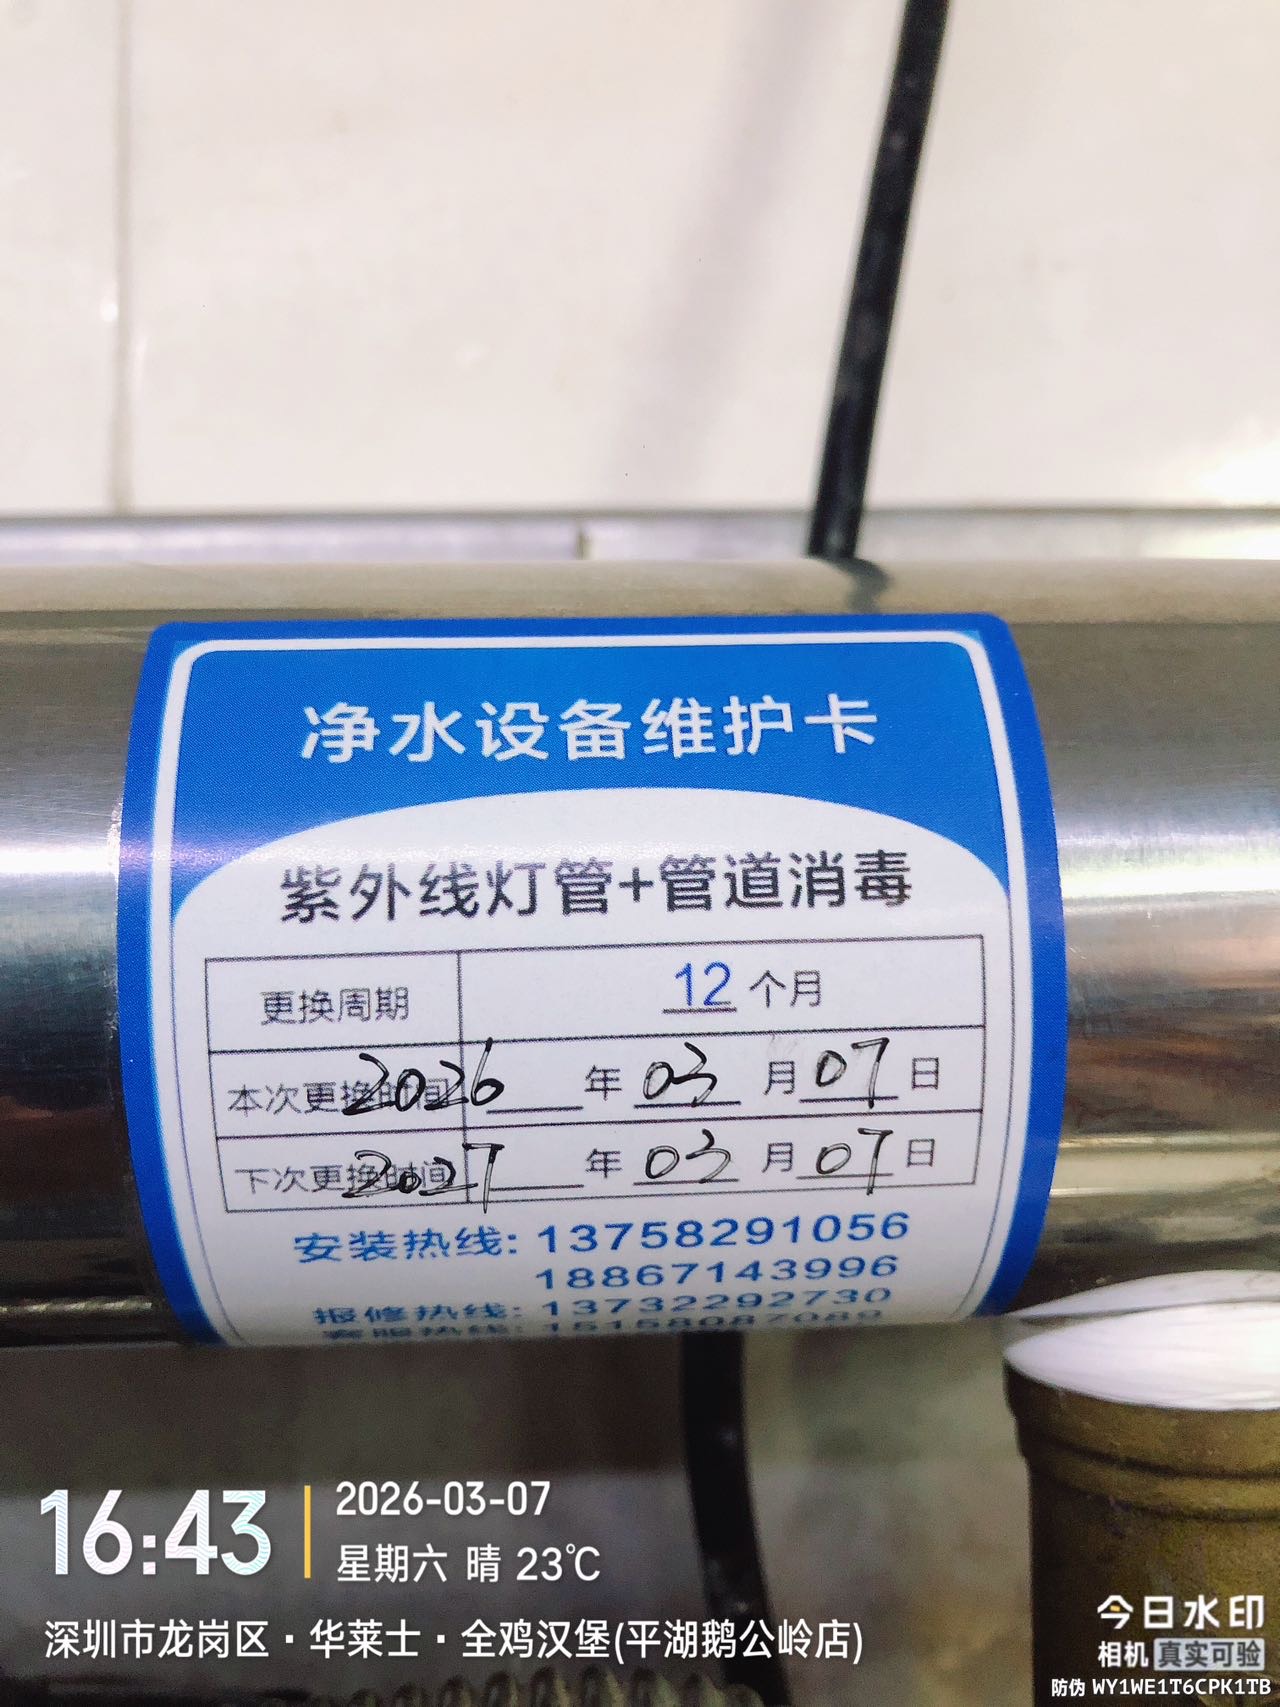 净水设备维护卡
紫外线灯管+管道消毒
更换周期 12 个月
本次更换时间 2026 年 03 月 07 日
下次更换时间 2027 年 03 月 07 日
安装热线: 13758291056
18867143996
报修热线: 13732292730
客服热线: 15158087089
16:43
2026-03-07
星期六 晴 23℃
深圳市龙岗区·华莱士·全鸡汉堡(平湖鹅公岭店)
今日水印
相机 真实可验
防伪 WY1WE1T6CPK1TB